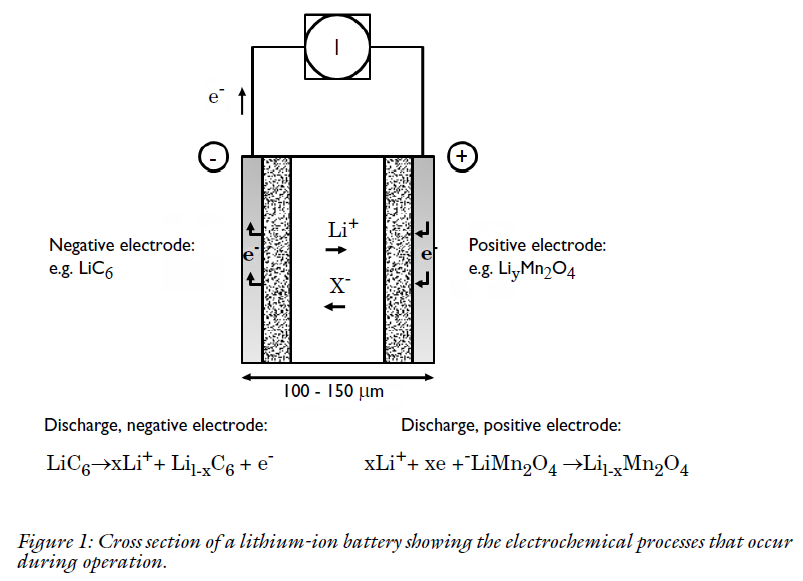 I
e⁻
-
+
Negative electrode:
e.g. LiC₆
e⁻
Li⁺
X⁻
e⁻
Positive electrode:
e.g. LiᵧMn₂O₄
100 - 150 μm
Discharge, negative electrode:
LiC₆→xLi⁺+ Li₁₋ₓC₆ + e⁻
Discharge, positive electrode:
xLi⁺+ xe +⁻LiMn₂O₄ →Li₁₋ₓMn₂O₄
Figure 1: Cross section of a lithium-ion battery showing the electrochemical processes that occur
during operation.